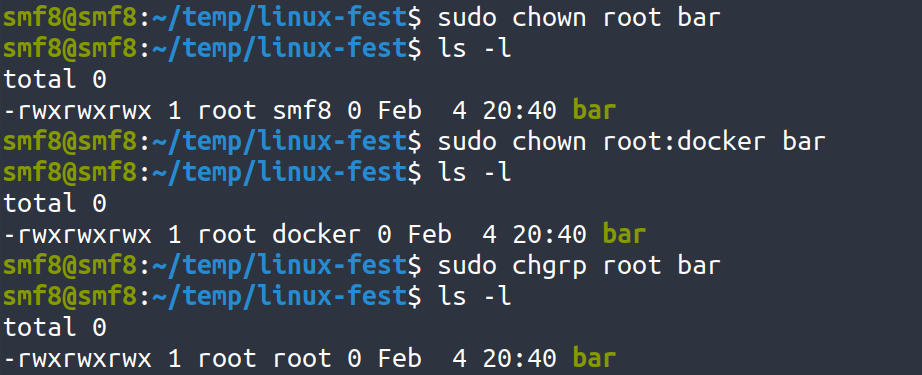 smf8@smf8:~/temp/linux-fest$ sudo chown root bar
smf8@smf8:~/temp/linux-fest$ ls -l
total 0
-rwxrwxrwx 1 root smf8 0 Feb  4 20:40 bar
smf8@smf8:~/temp/linux-fest$ sudo chown root:docker bar
smf8@smf8:~/temp/linux-fest$ ls -l
total 0
-rwxrwxrwx 1 root docker 0 Feb  4 20:40 bar
smf8@smf8:~/temp/linux-fest$ sudo chgrp root bar
smf8@smf8:~/temp/linux-fest$ ls -l
total 0
-rwxrwxrwx 1 root root 0 Feb  4 20:40 bar